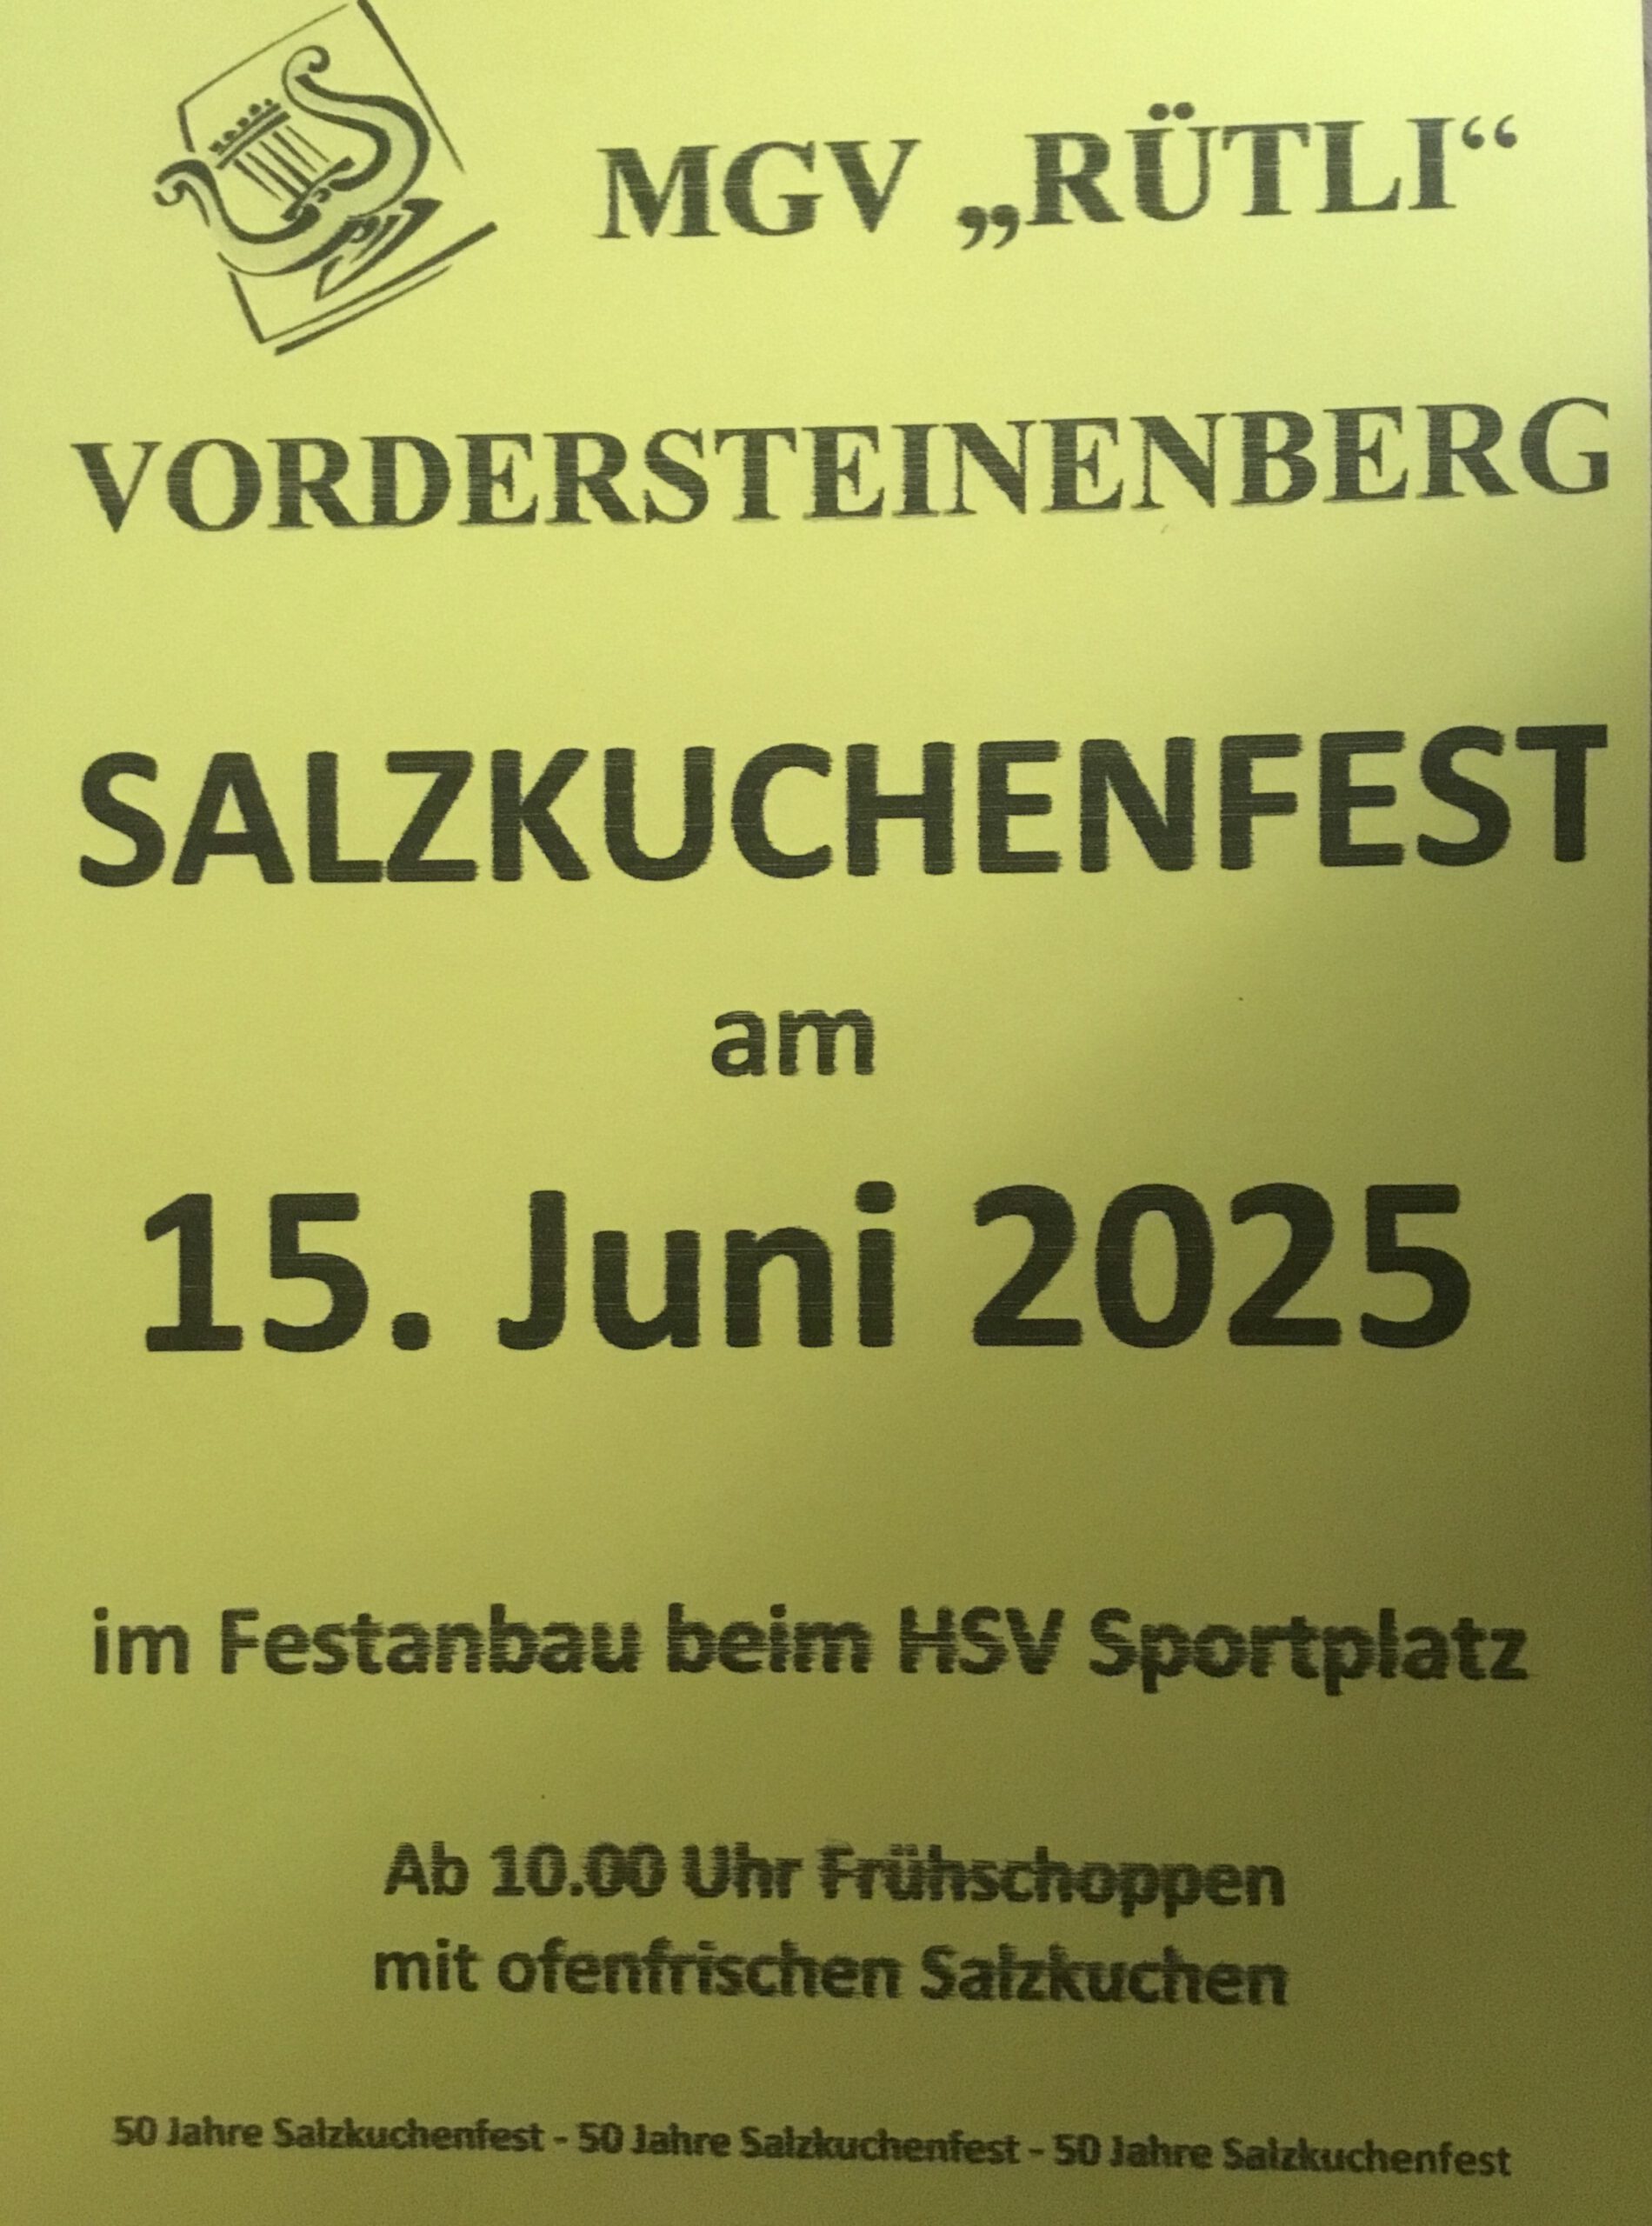 MGV „RÜTLI“
VORDERSTEINENBERG
SALZKUCHENFEST
am
15. Juni 2025
im Festanbau beim HSV Sportplatz
Ab 10.00 Uhr Frühschoppen
mit ofenfrischen Salzkuchen
50 Jahre Salzkuchenfest - 50 Jahre Salzkuchenfest - 50 Jahre Salzkuchenfest